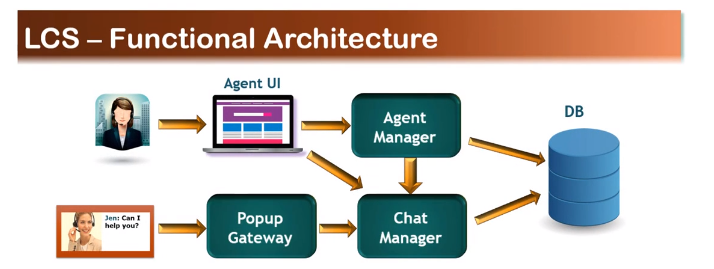 LCS – Functional Architecture
Agent UI
Agent
Manager
DB
Jen: Can I
help you?
Popup
Gateway
Chat
Manager